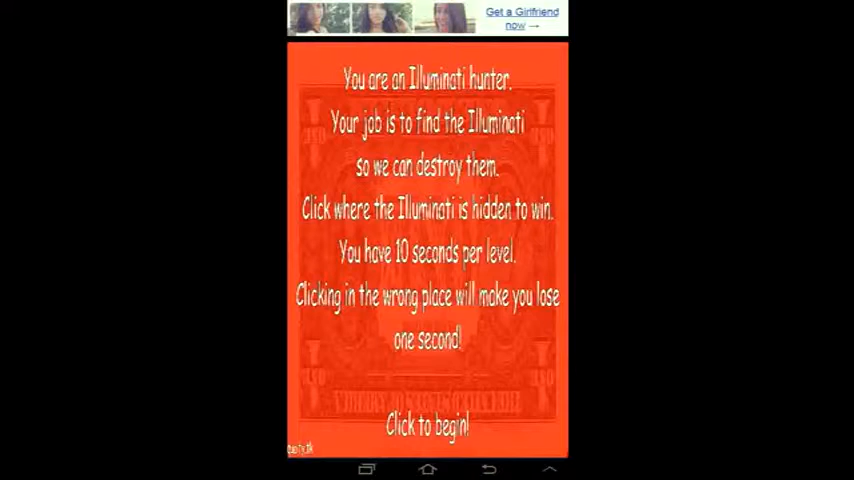 Get a Girlfriend
now →
You are an Illuminati hunter.
Your job is to find the Illuminati
so we can destroy them.
Click where the Illuminati is hidden to win.
You have 10 seconds per level.
Clicking in the wrong place will make you lose
one second!
Click to begin!